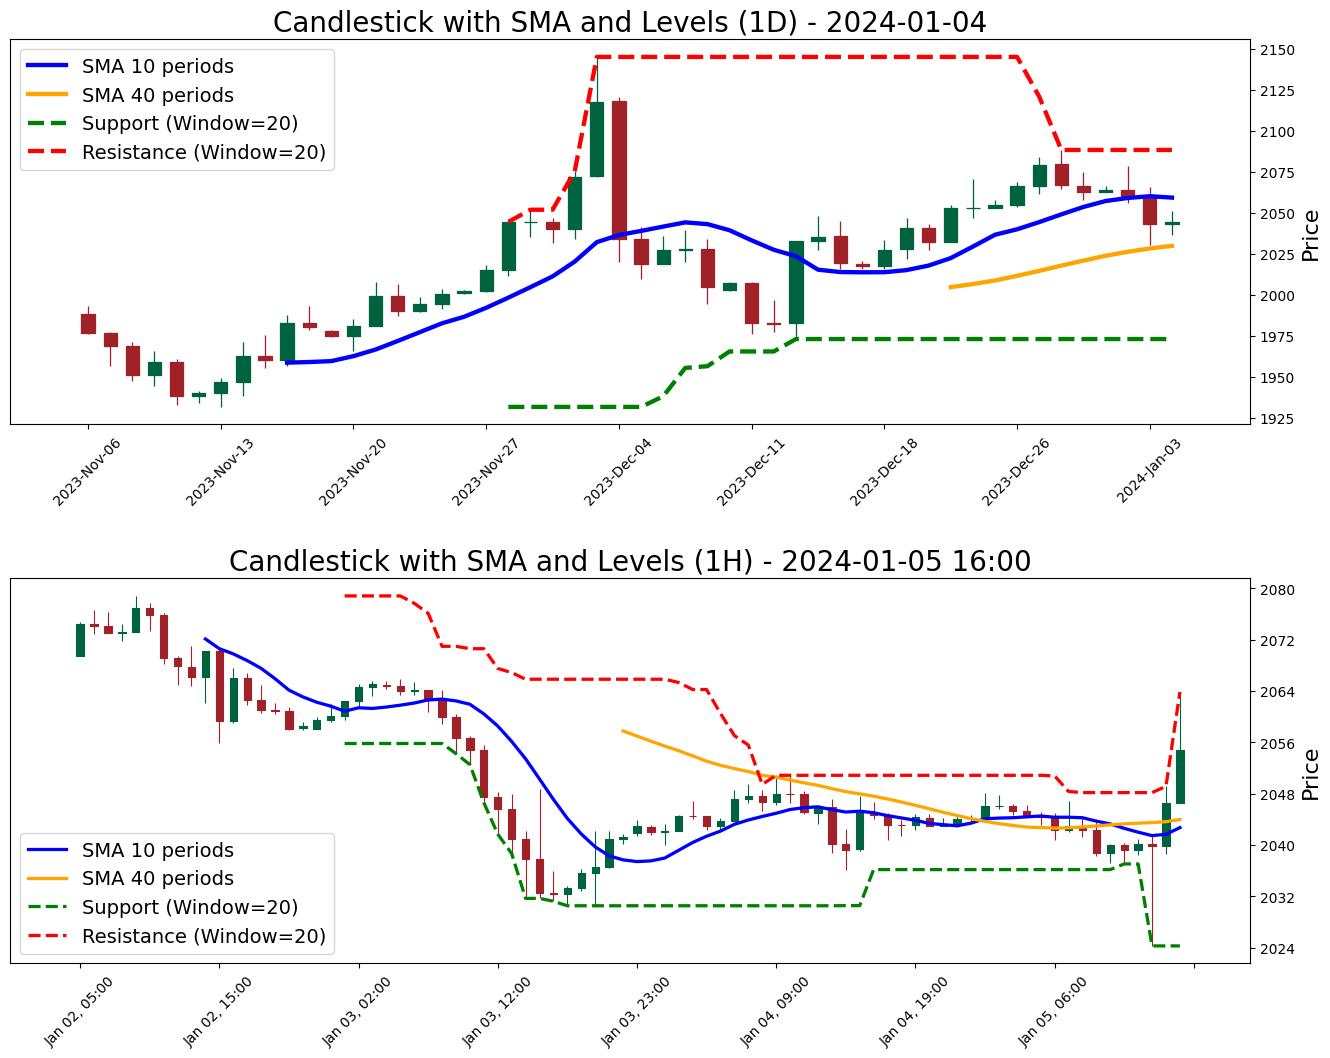 Candlestick with SMA and Levels (1D) - 2024-01-04
SMA 10 periods
SMA 40 periods
Support (Window=20)
Resistance (Window=20)
2150
2125
2100
2075
2050
2025
2000
1975
1950
1925
Price
2023-Nov-06
2023-Nov-13
2023-Nov-20
2023-Nov-27
2023-Dec-04
2023-Dec-11
2023-Dec-18
2023-Dec-26
2024-Jan-03
Candlestick with SMA and Levels (1H) - 2024-01-05 16:00
2080
2072
2064
2056
2048
2040
2032
2024
Price
SMA 10 periods
SMA 40 periods
Support (Window=20)
Resistance (Window=20)
Jan 02, 05:00
Jan 02, 15:00
Jan 03, 02:00
Jan 03, 12:00
Jan 03, 23:00
Jan 04, 09:00
Jan 04, 19:00
Jan 05, 06:00